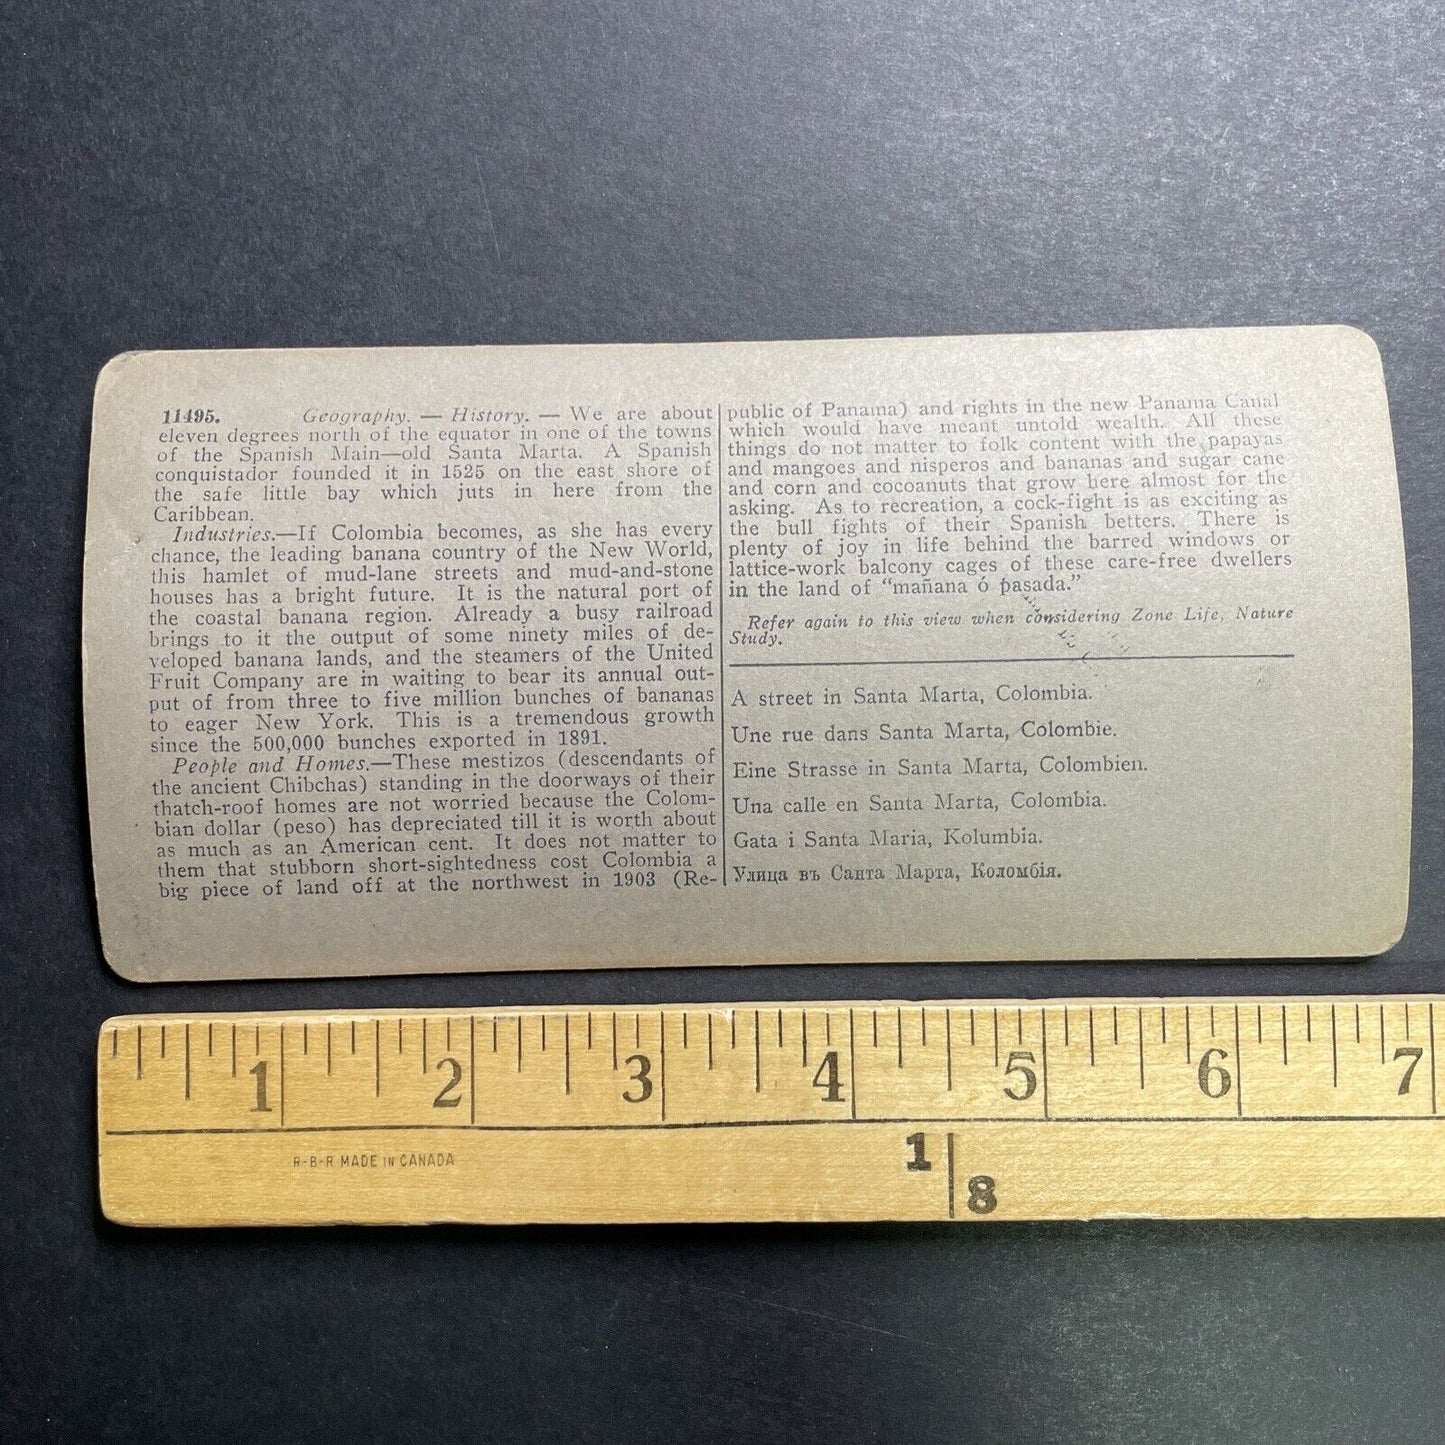 11495. Geography. — History. — We are about
eleven degrees north of the equator in one of the towns
of the Spanish Main—old Santa Marta. A Spanish
conquistador founded it in 1525 on the east shore of
the safe little bay which juts in here from the
Caribbean.
Industries.—If Colombia becomes, as she has every
chance, the leading banana country of the New World,
this hamlet of mud-lane streets and mud-and-stone
houses has a bright future. It is the natural port of
the coastal banana region. Already a busy railroad
brings to it the output of some ninety miles of de-
veloped banana lands, and the steamers of the United
Fruit Company are in waiting to bear its annual out-
put of from three to five million bunches of bananas
to eager New York. This is a tremendous growth
since the 500,000 bunches exported in 1891.
People and Homes.—These mestizos (descendants of
the ancient Chibchas) standing in the doorways of their
thatch-roof homes are not worried because the Colom-
bian dollar (peso) has depreciated till it is worth about
as much as an American cent. It does not matter to
them that stubborn short-sightedness cost Colombia a
big piece of land off at the northwest in 1903 (Re-
public of Panama) and rights in the new Panama Canal
which would have meant untold wealth. All these
things do not matter to folk content with the papayas
and mangoes and nisperos and bananas and sugar cane
and corn and cocoanuts that grow here almost for the
asking. As to recreation, a cock-fight is as exciting as
the bull fights of their Spanish betters. There is
plenty of joy in life behind the barred windows or
lattice-work balcony cages of these care-free dwellers
in the land of "mañana ó pasada."
Refer again to this view when considering Zone Life, Nature
Study.
A street in Santa Marta, Colombia.
Une rue dans Santa Marta, Colombie.
Eine Strasse in Santa Marta, Colombien.
Una calle en Santa Marta, Colombia.
Gata i Santa Maria, Kolumbia.
Улица въ Санта Марта, Коломбія.
1 2 3 4 5 6 7
R-B-R MADE IN CANADA
1/8